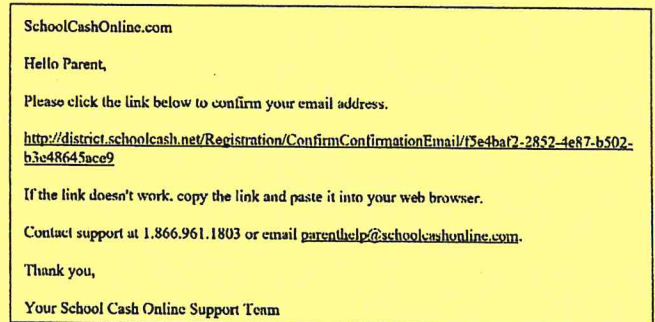 SchoolCashOnline.com
Hello Parent,
Please click the link below to confirm your email address.
http://district.schoolcash.net/Registration/ConfirmConfirmationEmail/f5e4baf2-2852-4e87-b502-
b3c48645ace9
If the link doesn't work. copy the link and paste it into your web browser.
Contact support at 1.866.961.1803 or email parenthelp@schoolcashonline.com.
Thank you,
Your School Cash Online Support Team